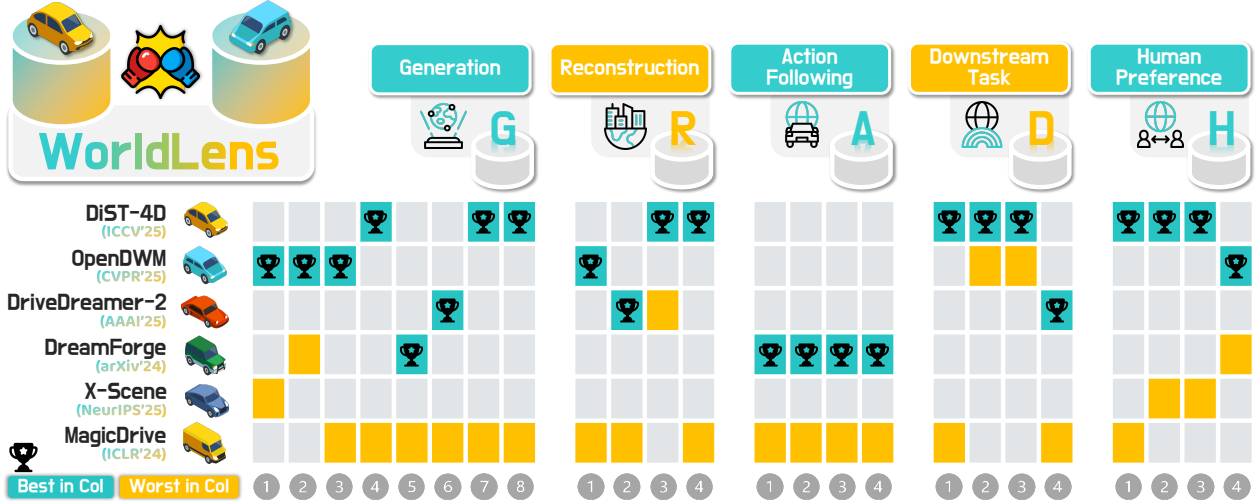 WorldLens
Generation
Reconstruction
Action
Following
Downstream
Task
Human
Preference
G
R
A
D
H
DiST-4D
(ICCV'25)
OpenDWM
(CVPR'25)
DriveDreamer-2
(AAAI'25)
DreamForge
(arXiv'24)
X-Scene
(NeurIPS'25)
MagicDrive
(ICLR'24)
Best in Col
Worst in Col
1 2 3 4 5 6 7 8
1 2 3 4
1 2 3 4
1 2 3 4
1 2 3 4